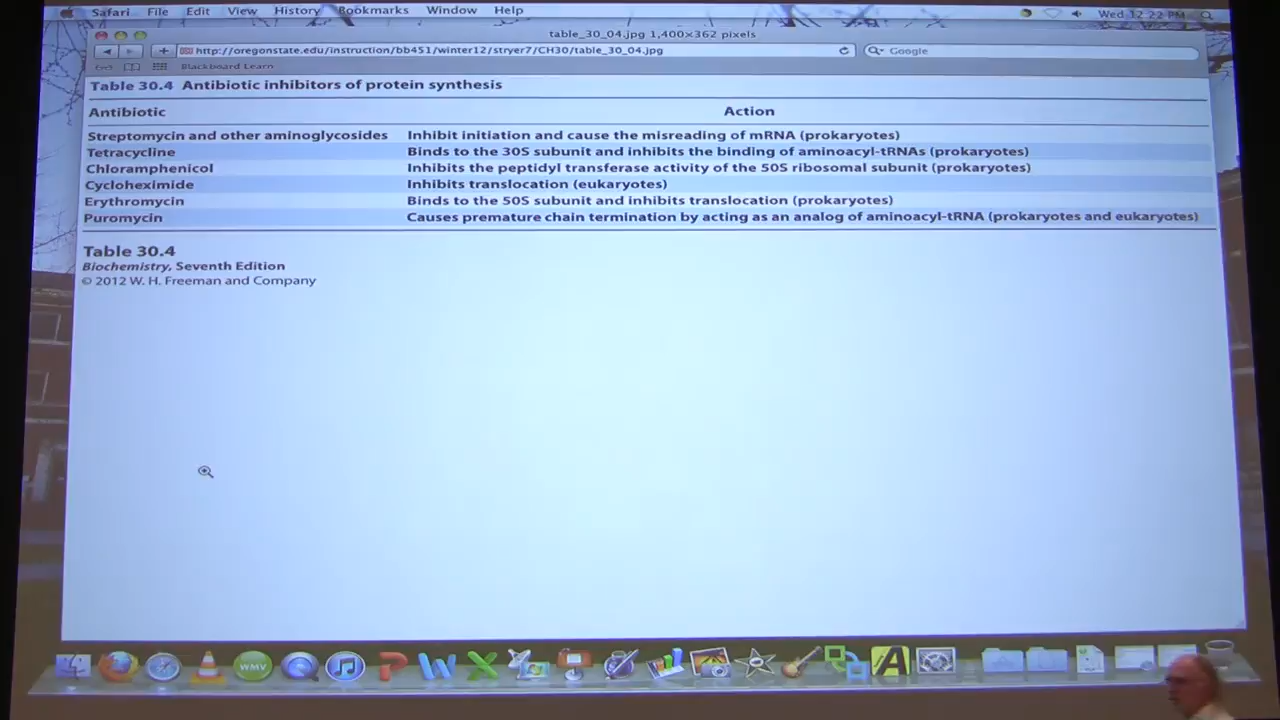 Safari File Edit View History Bookmarks Window Help Wed 12:22 PM
table_30_04.jpg 1,400×362 pixels
http://oregonstate.edu/instruction/bb451/winter12/stryer7/CH30/table_30_04.jpg Google
Blackboard Learn
Table 30.4 Antibiotic inhibitors of protein synthesis
Antibiotic Action
Streptomycin and other aminoglycosides Inhibit initiation and cause the misreading of mRNA (prokaryotes)
Tetracycline Binds to the 30S subunit and inhibits the binding of aminoacyl-tRNAs (prokaryotes)
Chloramphenicol Inhibits the peptidyl transferase activity of the 50S ribosomal subunit (prokaryotes)
Cycloheximide Inhibits translocation (eukaryotes)
Erythromycin Binds to the 50S subunit and inhibits translocation (prokaryotes)
Puromycin Causes premature chain termination by acting as an analog of aminoacyl-tRNA (prokaryotes and eukaryotes)
Table 30.4
Biochemistry, Seventh Edition
© 2012 W. H. Freeman and Company
WMV